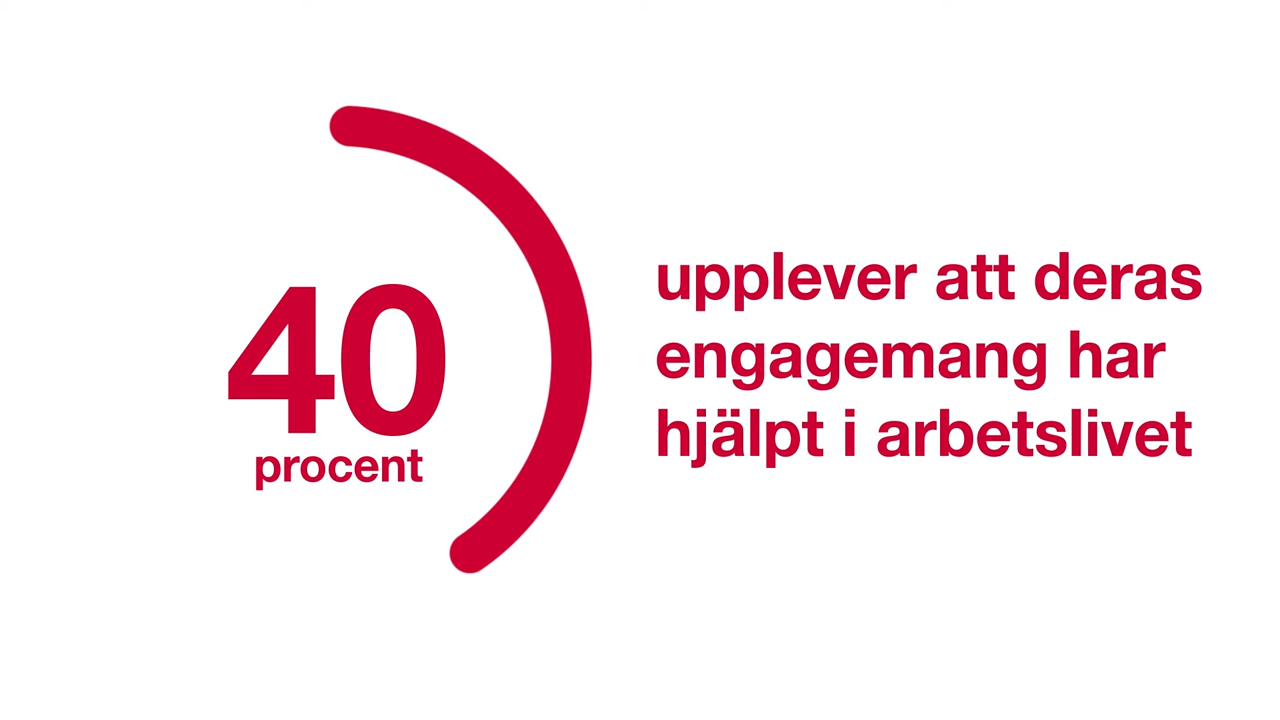 40
procent
upplever att deras
engagemang har
hjälpt i arbetslivet